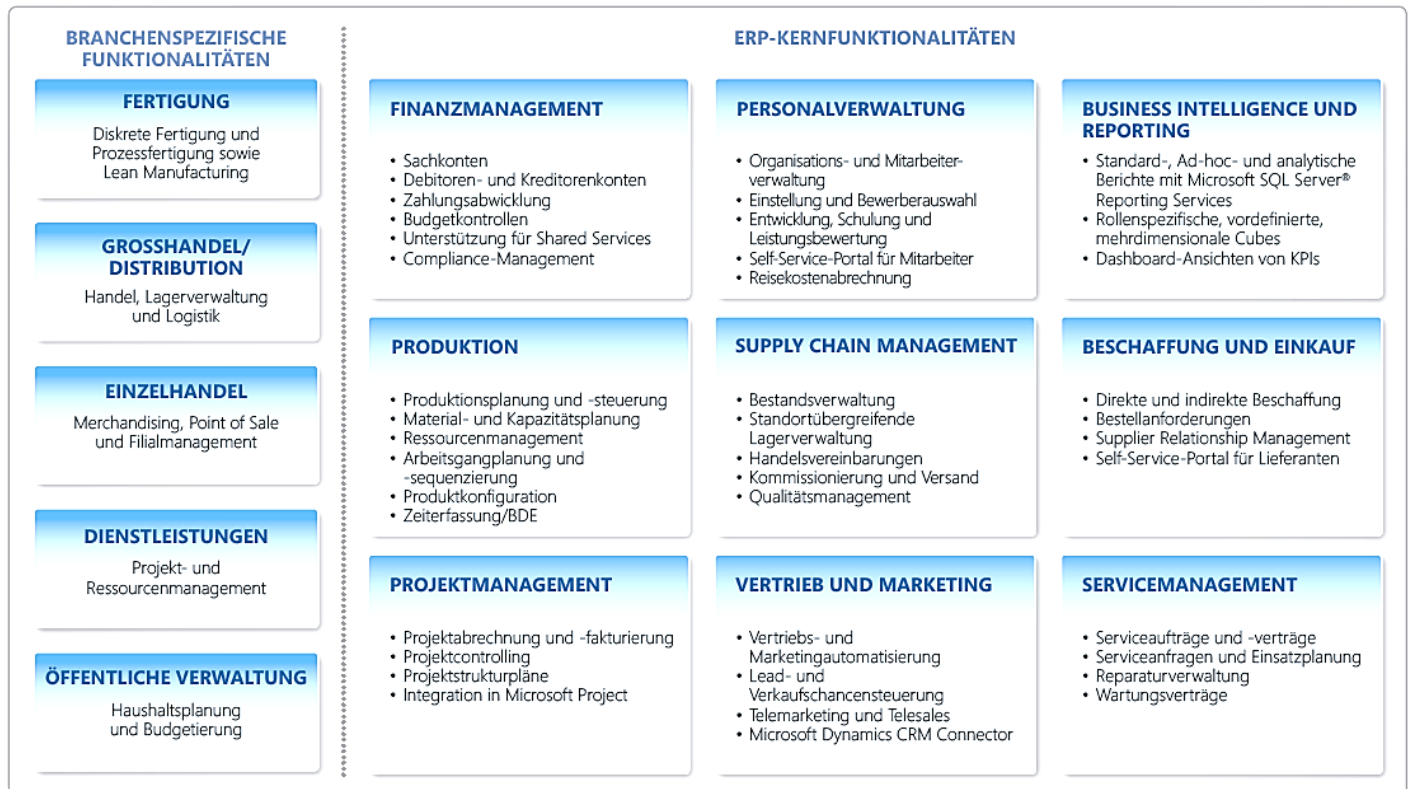 BRANCHENSPEZIFISCHE
FUNKTIONALITÄTEN
FERTIGUNG
Diskrete Fertigung und
Prozessfertigung sowie
Lean Manufacturing
GROSSHANDEL/
DISTRIBUTION
Handel, Lagerverwaltung
und Logistik
EINZELHANDEL
Merchandising, Point of Sale
und Filialmanagement
DIENSTLEISTUNGEN
Projekt- und
Ressourcenmanagement
ÖFFENTLICHE VERWALTUNG
Haushaltsplanung
und Budgetierung
ERP-KERNFUNKTIONALITÄTEN
FINANZMANAGEMENT
• Sachkonten
• Debitoren- und Kreditorenkonten
• Zahlungsabwicklung
• Budgetkontrollen
• Unterstützung für Shared Services
• Compliance-Management
PERSONALVERWALTUNG
• Organisations- und Mitarbeiter-
verwaltung
• Einstellung und Bewerberauswahl
• Entwicklung, Schulung und
Leistungsbewertung
• Self-Service-Portal für Mitarbeiter
• Reisekostenabrechnung
BUSINESS INTELLIGENCE UND
REPORTING
• Standard-, Ad-hoc- und analytische
Berichte mit Microsoft SQL Server®
Reporting Services
• Rollenspezifische, vordefinierte,
mehrdimensionale Cubes
• Dashboard-Ansichten von KPIs
PRODUKTION
• Produktionsplanung und -steuerung
• Material- und Kapazitätsplanung
• Ressourcenmanagement
• Arbeitsgangplanung und
-sequenzierung
• Produktkonfiguration
• Zeiterfassung/BDE
SUPPLY CHAIN MANAGEMENT
• Bestandsverwaltung
• Standortübergreifende
Lagerverwaltung
• Handelsvereinbarungen
• Kommissionierung und Versand
• Qualitätsmanagement
BESCHAFFUNG UND EINKAUF
• Direkte und indirekte Beschaffung
• Bestellanforderungen
• Supplier Relationship Management
• Self-Service-Portal für Lieferanten
PROJEKTMANAGEMENT
• Projektabrechnung und -fakturierung
• Projektcontrolling
• Projektstrukturpläne
• Integration in Microsoft Project
VERTRIEB UND MARKETING
• Vertriebs- und
Marketingautomatisierung
• Lead- und
Verkaufschancensteuerung
• Telemarketing und Telesales
• Microsoft Dynamics CRM Connector
SERVICEMANAGEMENT
• Serviceaufträge und -verträge
• Serviceanfragen und Einsatzplanung
• Reparaturverwaltung
• Wartungsverträge